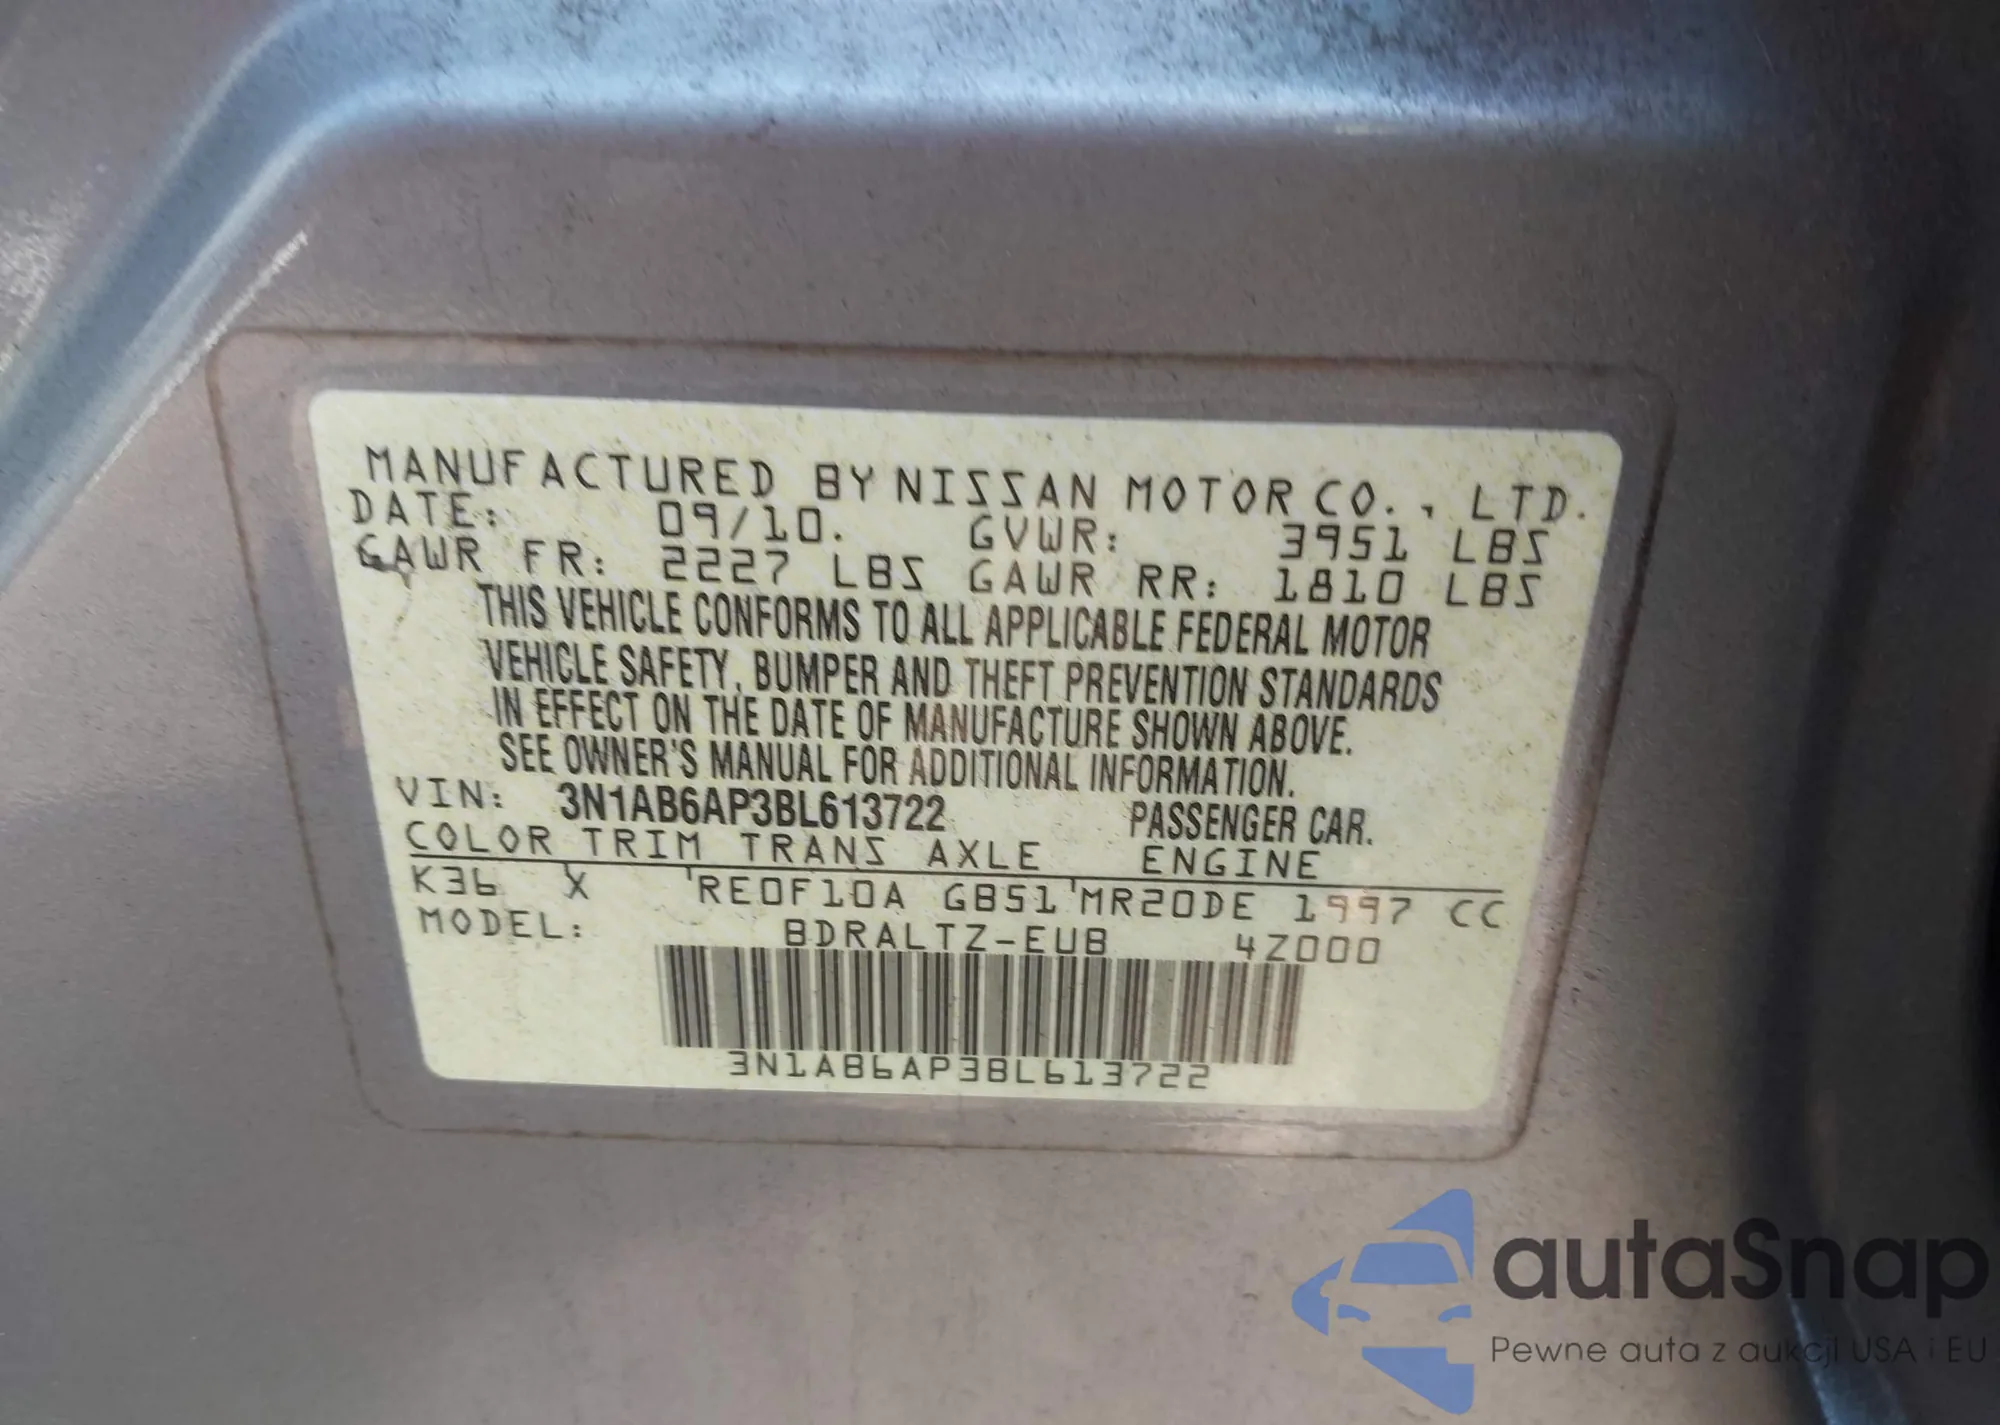 MANUFACTURED BY NISSAN MOTOR CO., LTD.
DATE: 09/10. GVWR: 3951 LBS
GAWR FR: 2227 LBS GAWR RR: 1810 LBS
THIS VEHICLE CONFORMS TO ALL APPLICABLE FEDERAL MOTOR
VEHICLE SAFETY, BUMPER AND THEFT PREVENTION STANDARDS
IN EFFECT ON THE DATE OF MANUFACTURE SHOWN ABOVE.
SEE OWNER'S MANUAL FOR ADDITIONAL INFORMATION.
VIN: 3N1AB6AP3BL613722 PASSENGER CAR.
COLOR TRIM TRANS AXLE ENGINE
K36 X RE0F10A GB51 MR20DE 1997 CC
MODEL: BDRALTZ-EUB 4Z000
3N1AB6AP3BL613722
autaSnap
Pewne auta z aukcji USA i EU